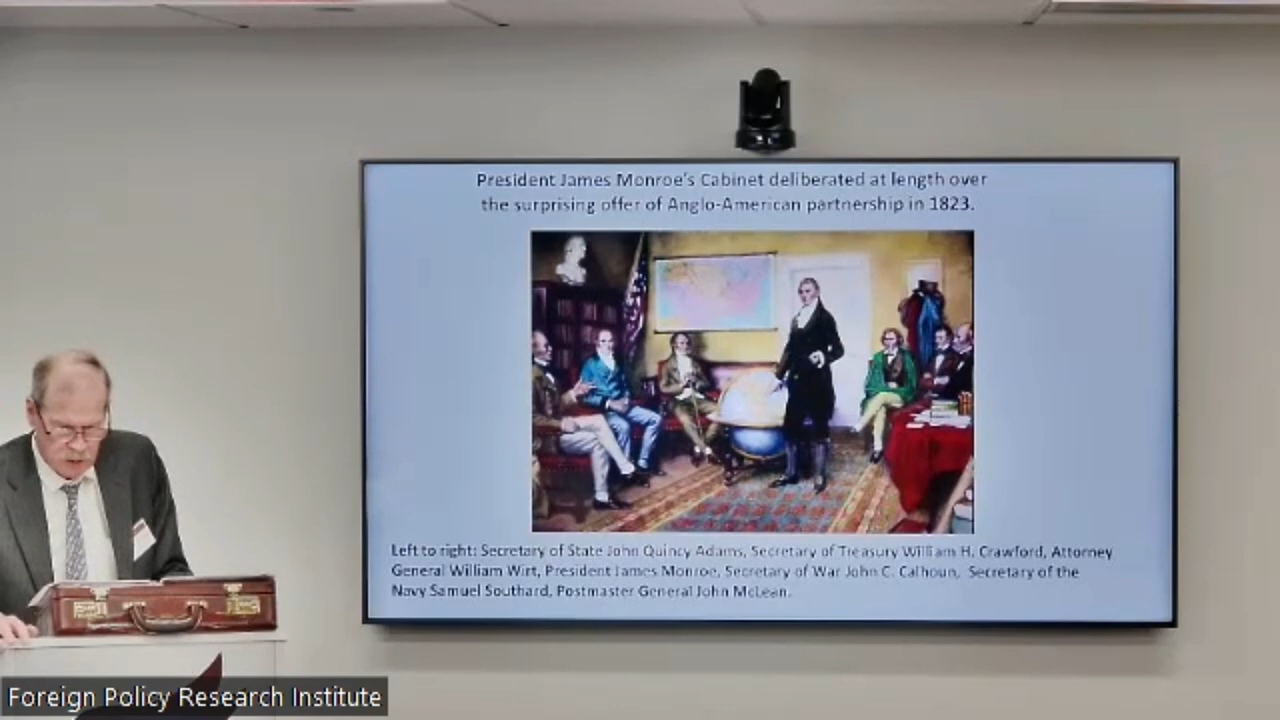 President James Monroe's Cabinet deliberated at length over
the surprising offer of Anglo-American partnership in 1823.
Left to right: Secretary of State John Quincy Adams, Secretary of Treasury William H. Crawford, Attorney
General William Wirt, President James Monroe, Secretary of War John C. Calhoun, Secretary of the
Navy Samuel Southard, Postmaster General John McLean.
Foreign Policy Research Institute